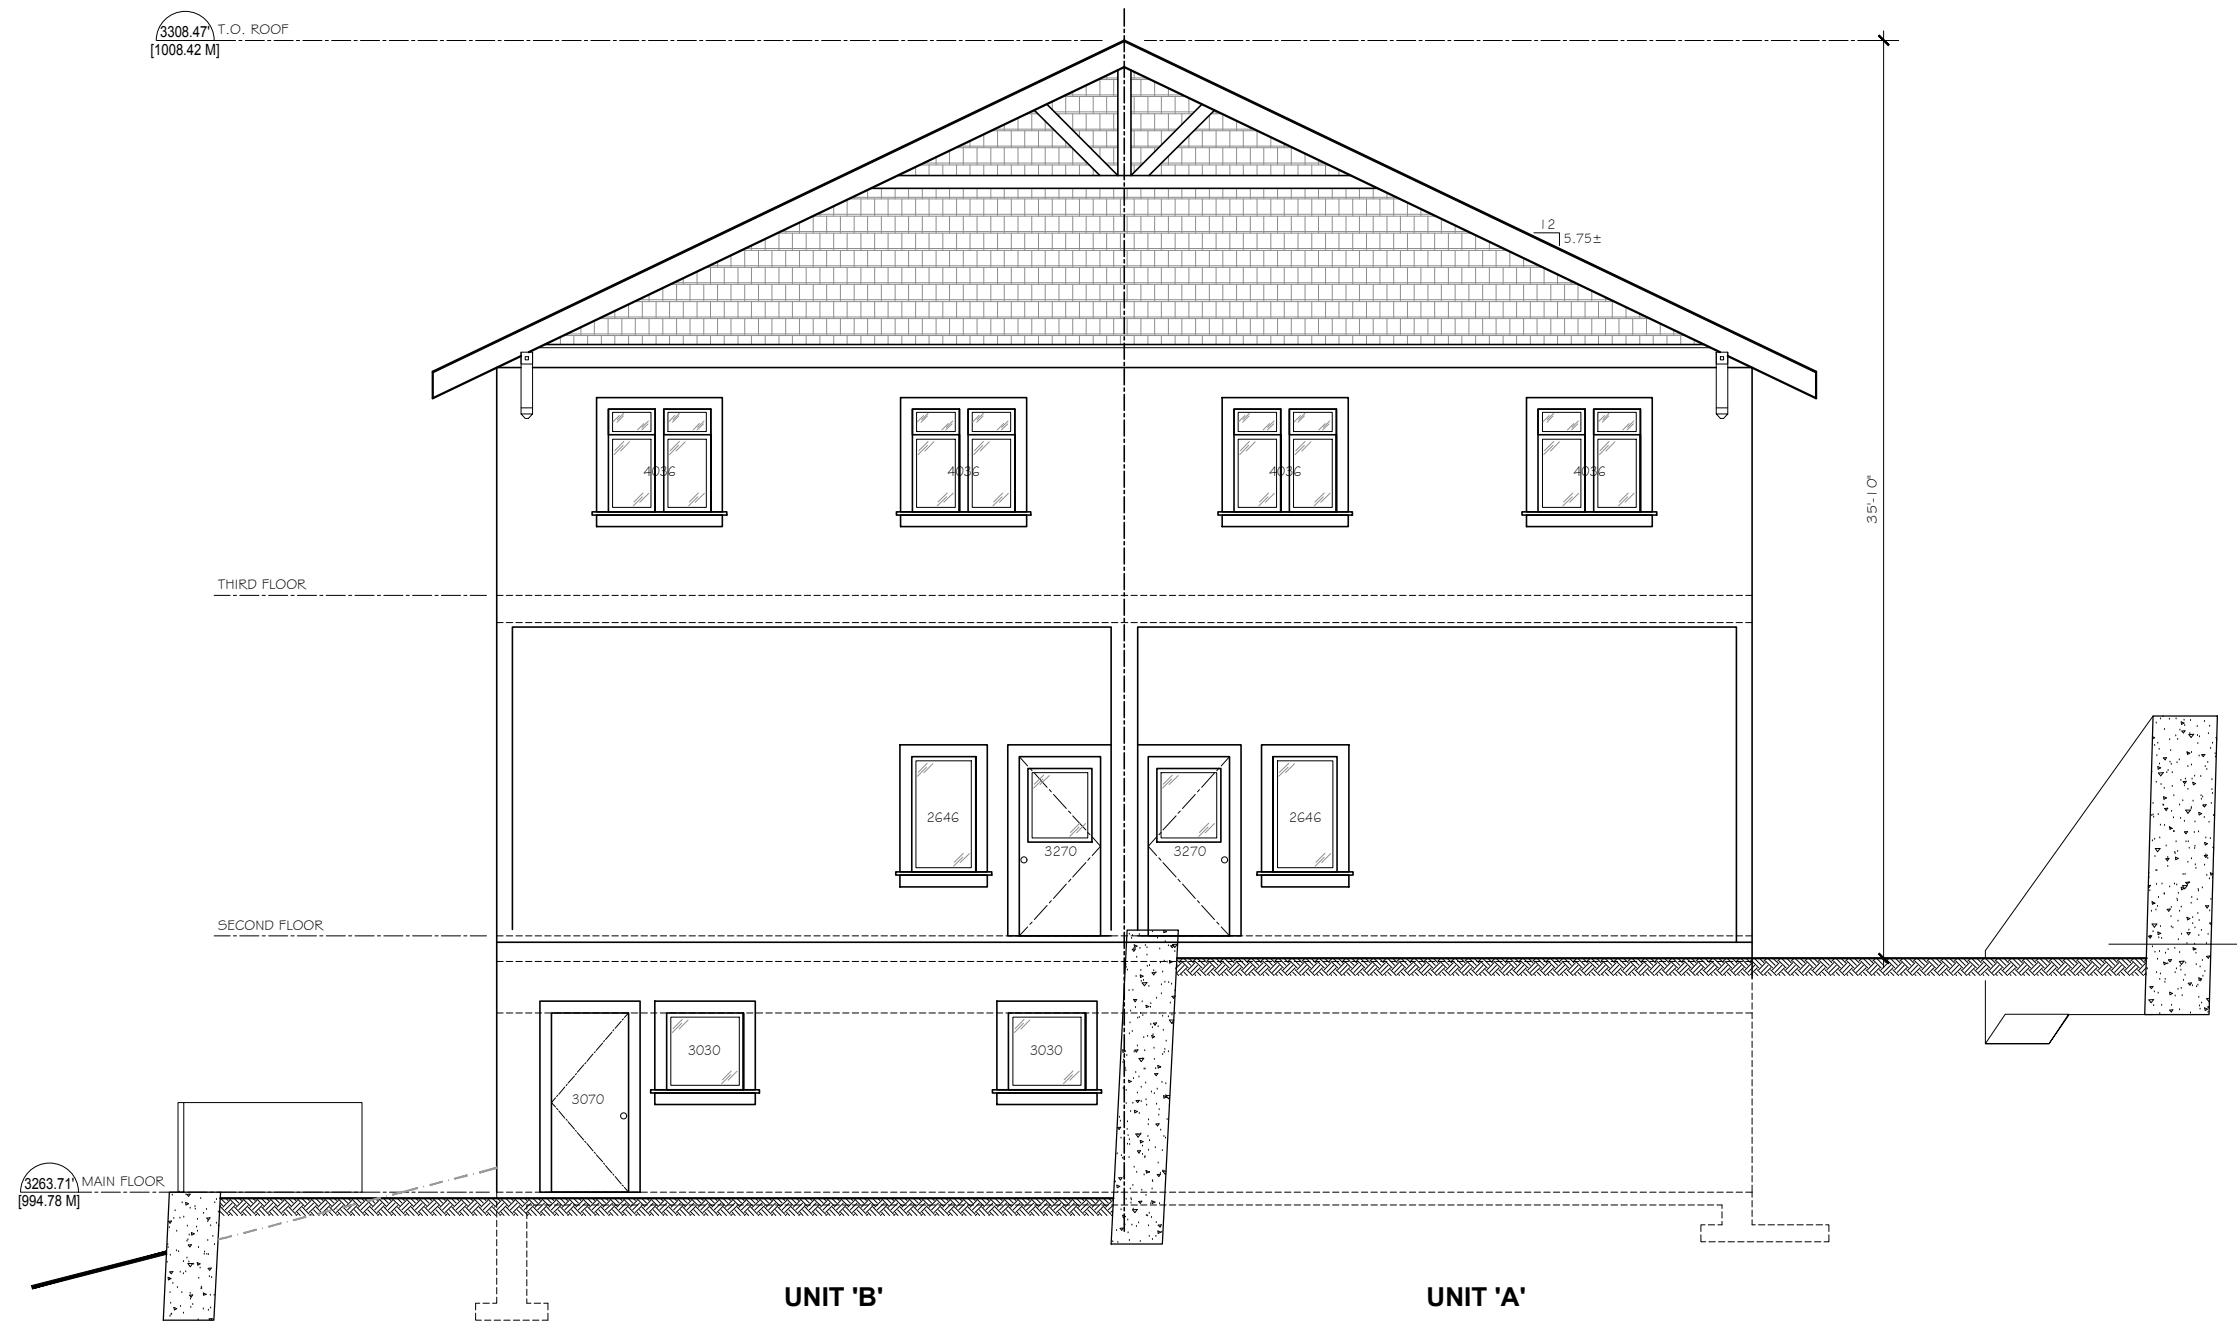 3308.47' T.O. ROOF
[1008.42 M]
12
5.75±
4036 4036 4036 4036
35'-10"
THIRD FLOOR
2646 3270 3270 2646
SECOND FLOOR
3030 3030
3070
3263.71' MAIN FLOOR
[994.78 M]
UNIT 'B' UNIT 'A'